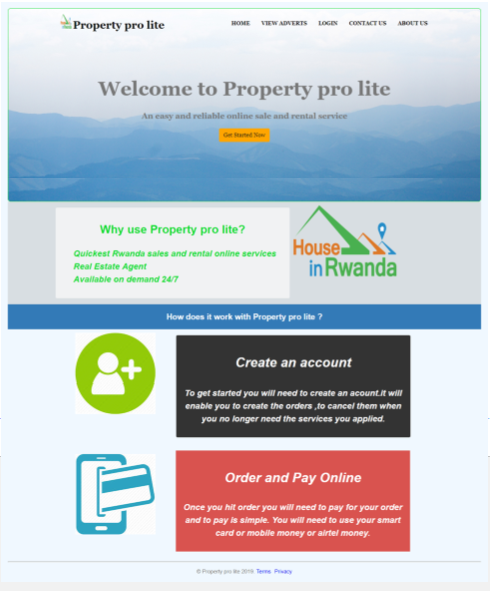 Property pro lite
HOME VIEW ADVERTS LOGIN CONTACT US ABOUT US
Welcome to Property pro lite
An easy and reliable online sale and rental service
Get Started Now
Why use Property pro lite?
Quickest Rwanda sales and rental online services
Real Estate Agent
Available on demand 24/7
House
in Rwanda
How does it work with Property pro lite ?
Create an account
To get started you will need to create an acount.it will
enable you to create the orders ,to cancel them when
you no longer need the services you applied.
Order and Pay Online
Once you hit order you will need to pay for your order
and to pay is simple. You will need to use your smart
card or mobile money or airtel money.
© Property pro lite 2019. Terms. Privacy.